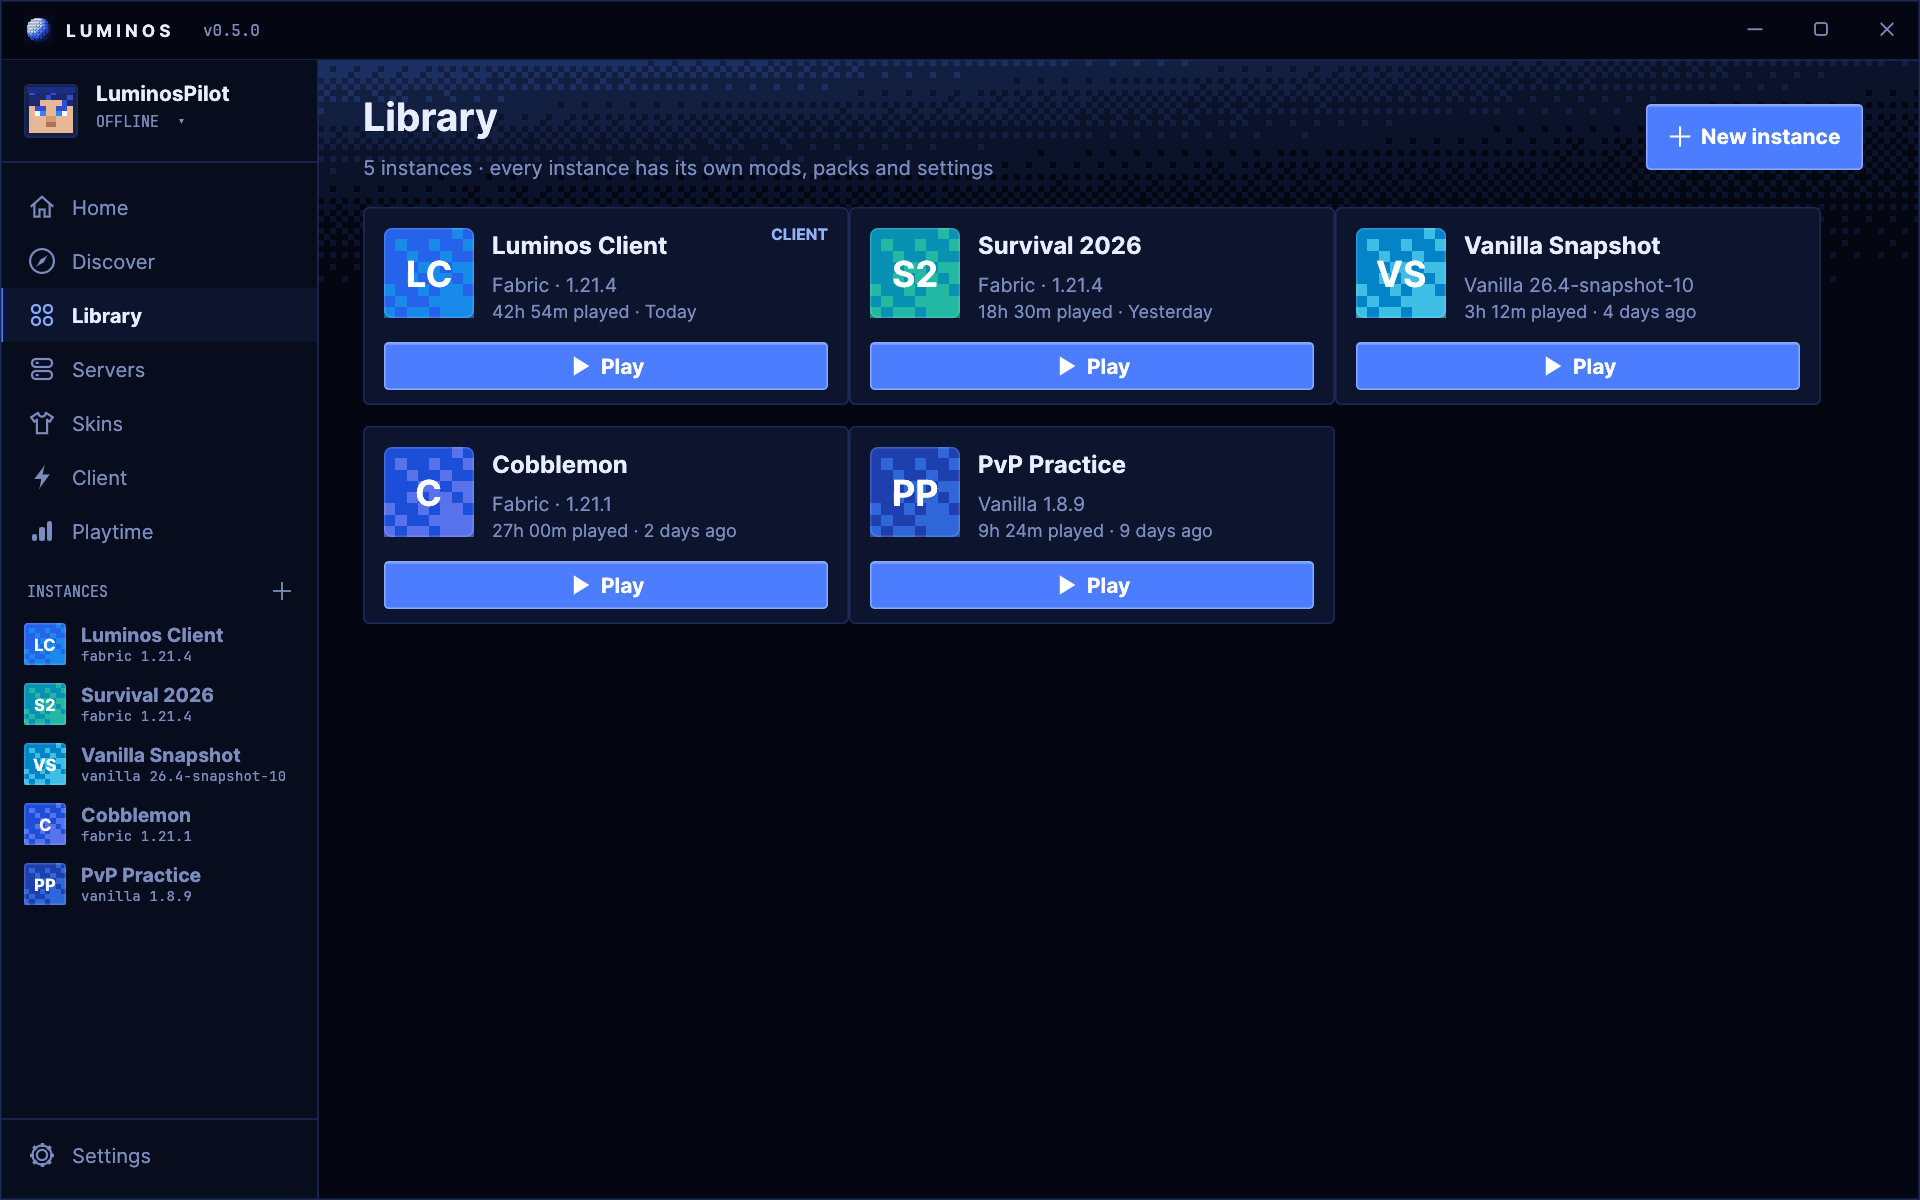 LUMINOS v0.5.0
LuminosPilot
OFFLINE
Home
Discover
Library
Servers
Skins
Client
Playtime
INSTANCES
LC Luminos Client
fabric 1.21.4
S2 Survival 2026
fabric 1.21.4
VS Vanilla Snapshot
vanilla 26.4-snapshot-10
C Cobblemon
fabric 1.21.1
PP PvP Practice
vanilla 1.8.9
Settings
Library
5 instances · every instance has its own mods, packs and settings
New instance
LC Luminos Client CLIENT
Fabric · 1.21.4
42h 54m played · Today
Play
S2 Survival 2026
Fabric · 1.21.4
18h 30m played · Yesterday
Play
VS Vanilla Snapshot
Vanilla 26.4-snapshot-10
3h 12m played · 4 days ago
Play
C Cobblemon
Fabric · 1.21.1
27h 00m played · 2 days ago
Play
PP PvP Practice
Vanilla 1.8.9
9h 24m played · 9 days ago
Play